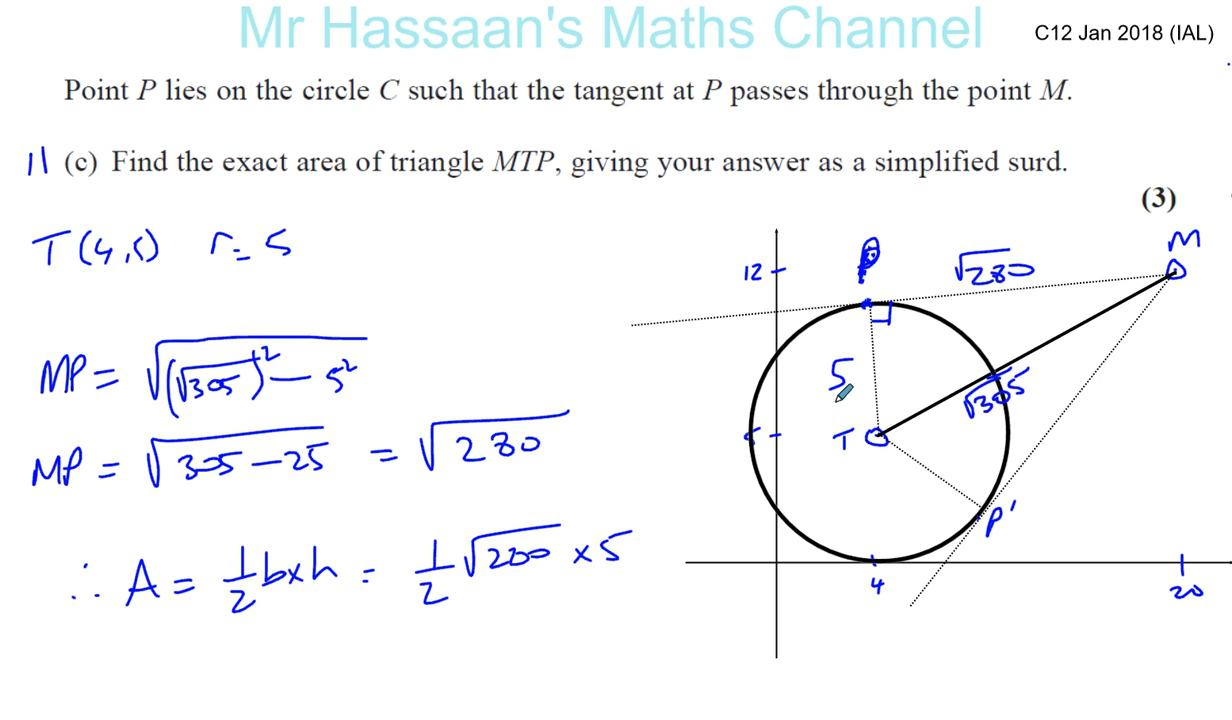 Mr Hassaan's Maths Channel
C12 Jan 2018 (IAL)
Point P lies on the circle C such that the tangent at P passes through the point M.
11 (c) Find the exact area of triangle MTP, giving your answer as a simplified surd.
(3)
T(4,5) r = 5
MP = √((√305)² − 5²)
MP = √(305 − 25) = √280
∴ A = 1/2 b×h = 1/2 √280 × 5
12
P
√280
M
5
√305
5
T
P'
4
20